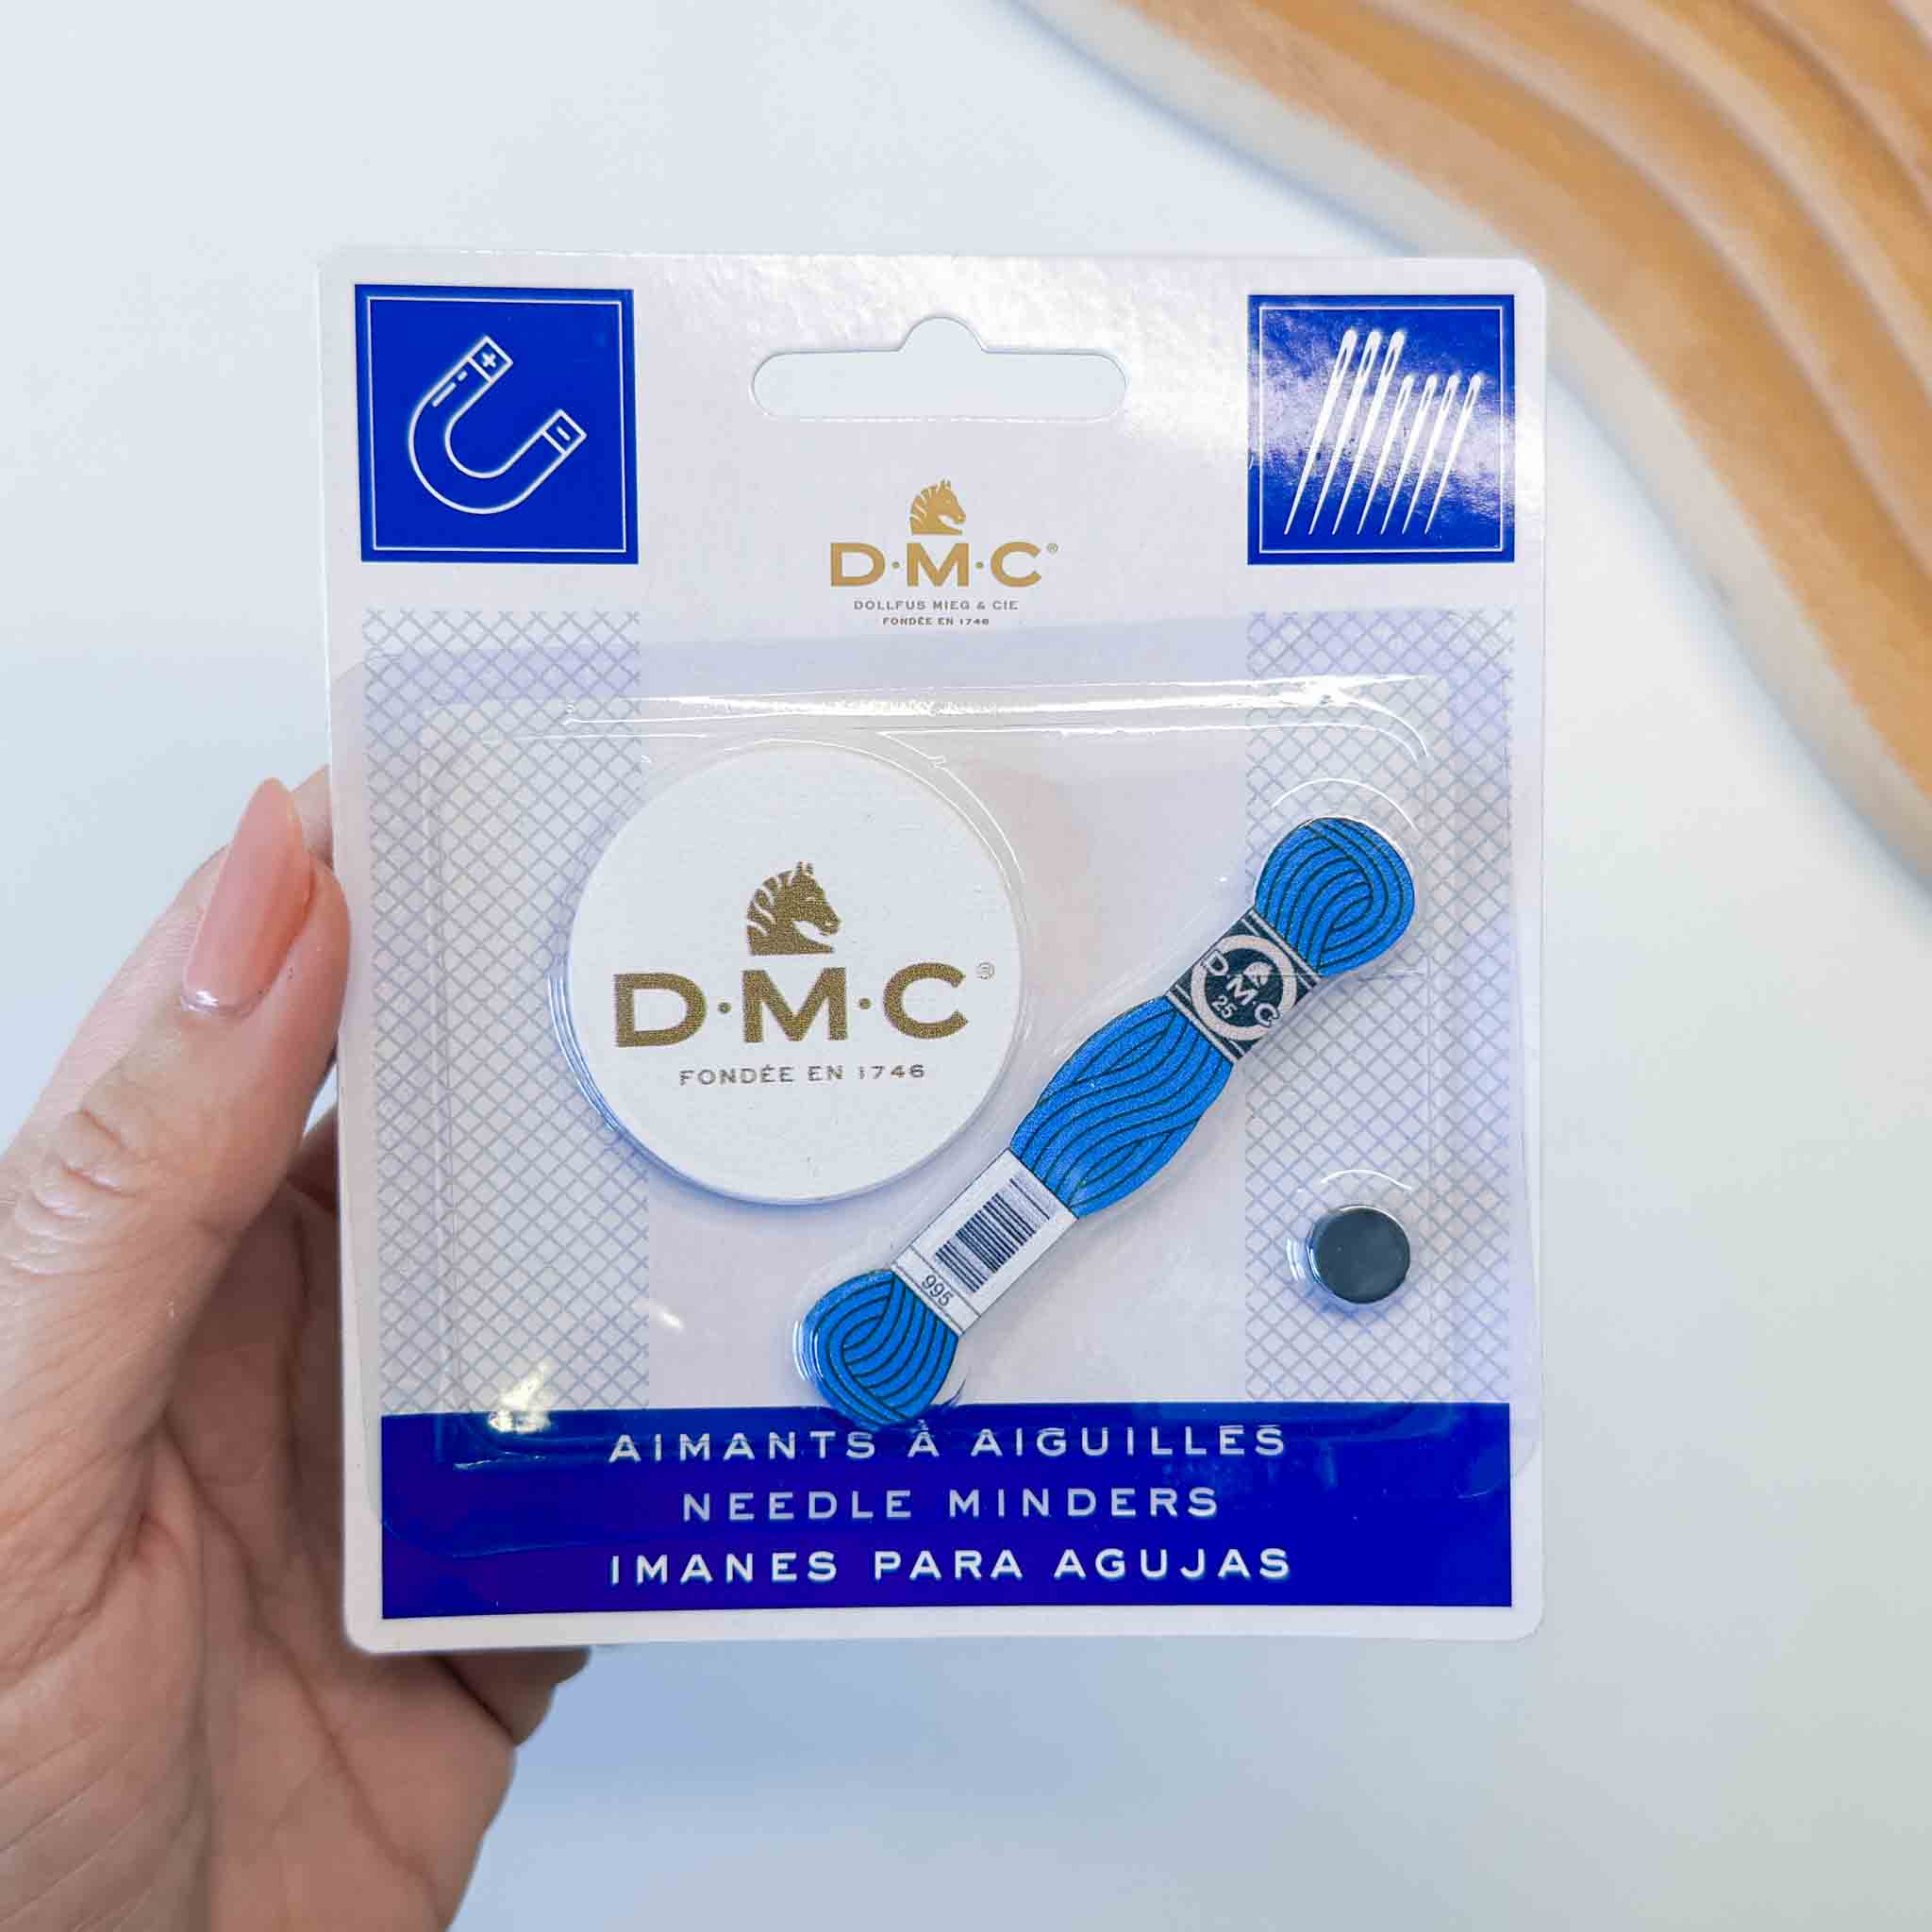 D·M·C®
DOLLFUS MIEG & CIE
FONDÉE EN 1746
D·M·C®
FONDÉE EN 1746
D·M·C
25
995
AIMANTS À AIGUILLES
NEEDLE MINDERS
IMANES PARA AGUJAS